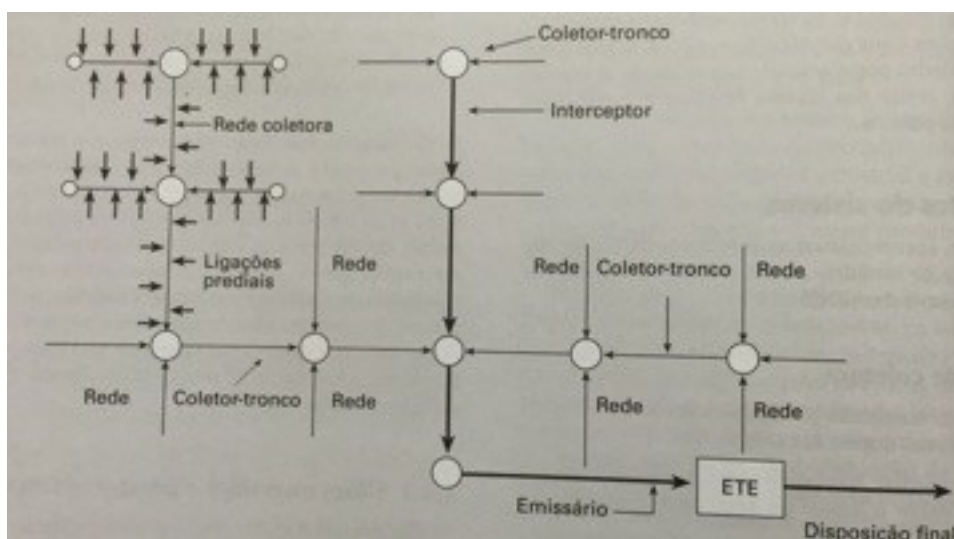 Coletor-tronco
Interceptor
Rede coletora
Ligações
prediais
Rede
Rede
Coletor-tronco
Rede
Rede
Coletor-tronco
Rede
Rede
Rede
ETE
Emissário
Disposição final